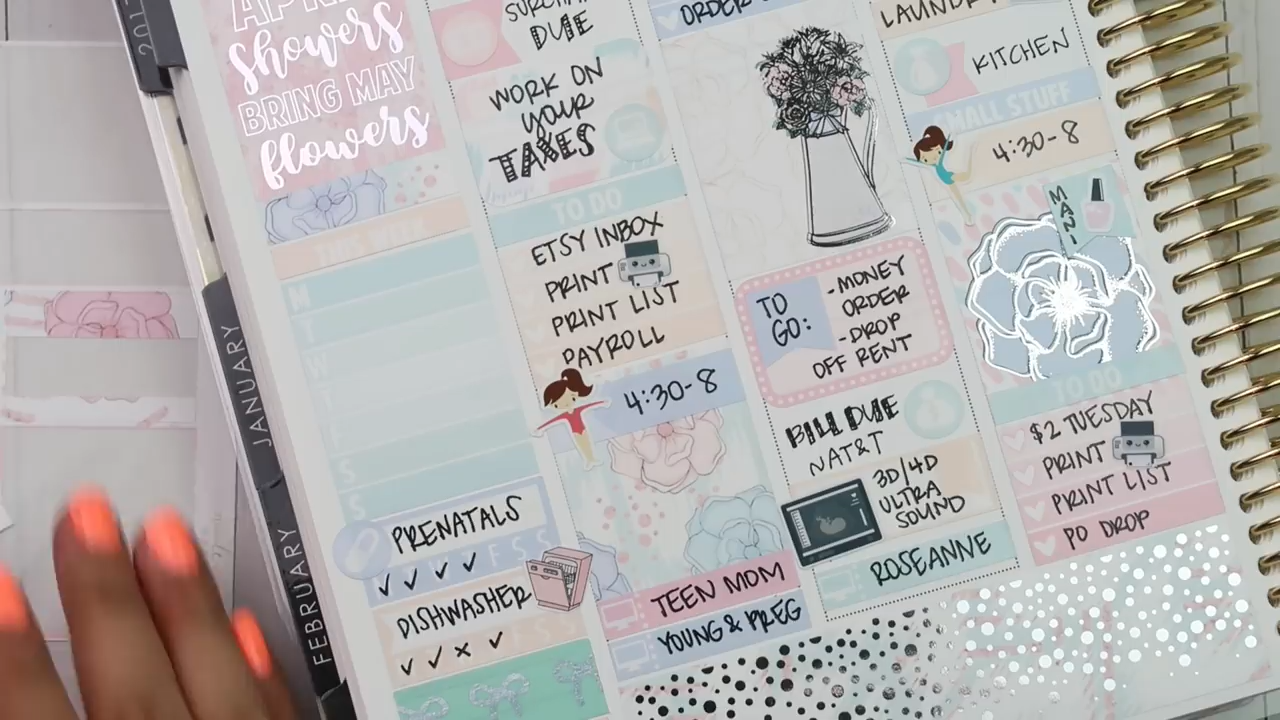 2017
APRIL
Showers
BRING MAY
flowers
THIS WEEK
M
T
W
T
F
S
S
PRENATALS
M T W T F S S
DISHWASHER
S S
JANUARY
FEBRUARY
DUE
WORK ON
your
TAXES
TO DO
ETSY INBOX
PRINT
PRINT LIST
PAYROLL
4:30-8
TEEN MOM
YOUNG & PREG
ORDER
TO
GO:
-MONEY
ORDER
-DROP
OFF RENT
BILL DUE
NAT&T
3D/4D
ULTRA
SOUND
ROSEANNE
LAUNDRY
KITCHEN
SMALL STUFF
4:30-8
MANI
TO DO
$2 TUESDAY
PRINT
PRINT LIST
PO DROP